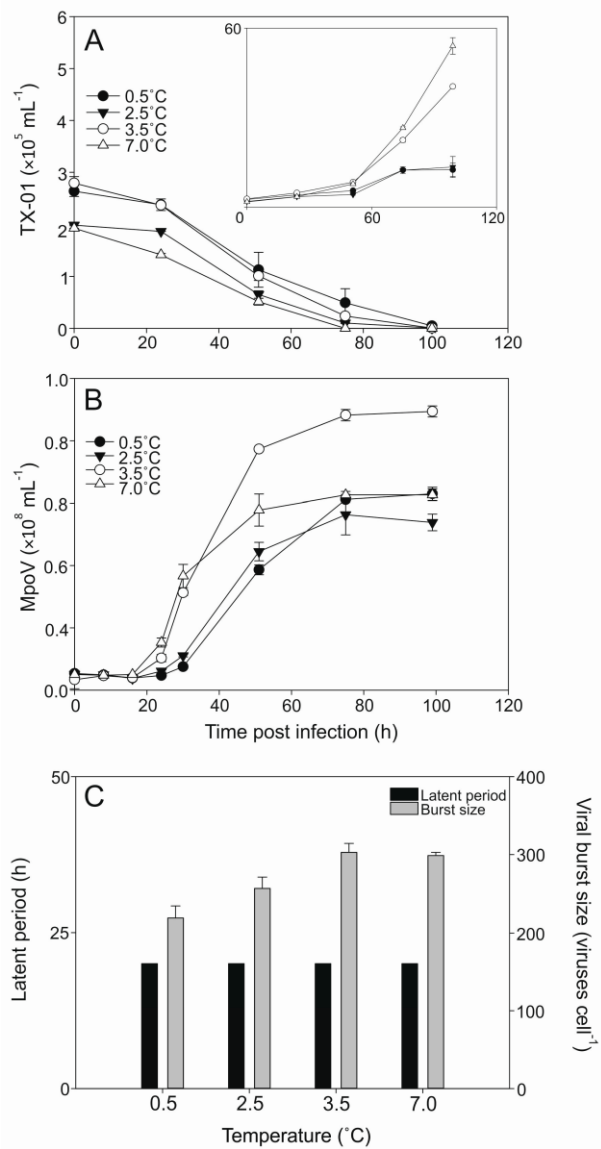 A
6
5
4
3
2
1
0
TX-01 (×10⁵ mL⁻¹)
0.5˚C
2.5˚C
3.5˚C
7.0˚C
60
0 60 120
0 20 40 60 80 100 120
B
1.0
0.8
0.8
0.6
0.4
0.0
MpoV (×10⁸ mL⁻¹)
0.5˚C
2.5˚C
3.5˚C
7.0˚C
0 20 40 60 80 100 120
Time post infection (h)
C
50
25
0
Latent period (h)
Latent period
Burst size
400
300
200
100
0
Viral burst size (viruses cell⁻¹)
0.5 2.5 3.5 7.0
Temperature (˚C)